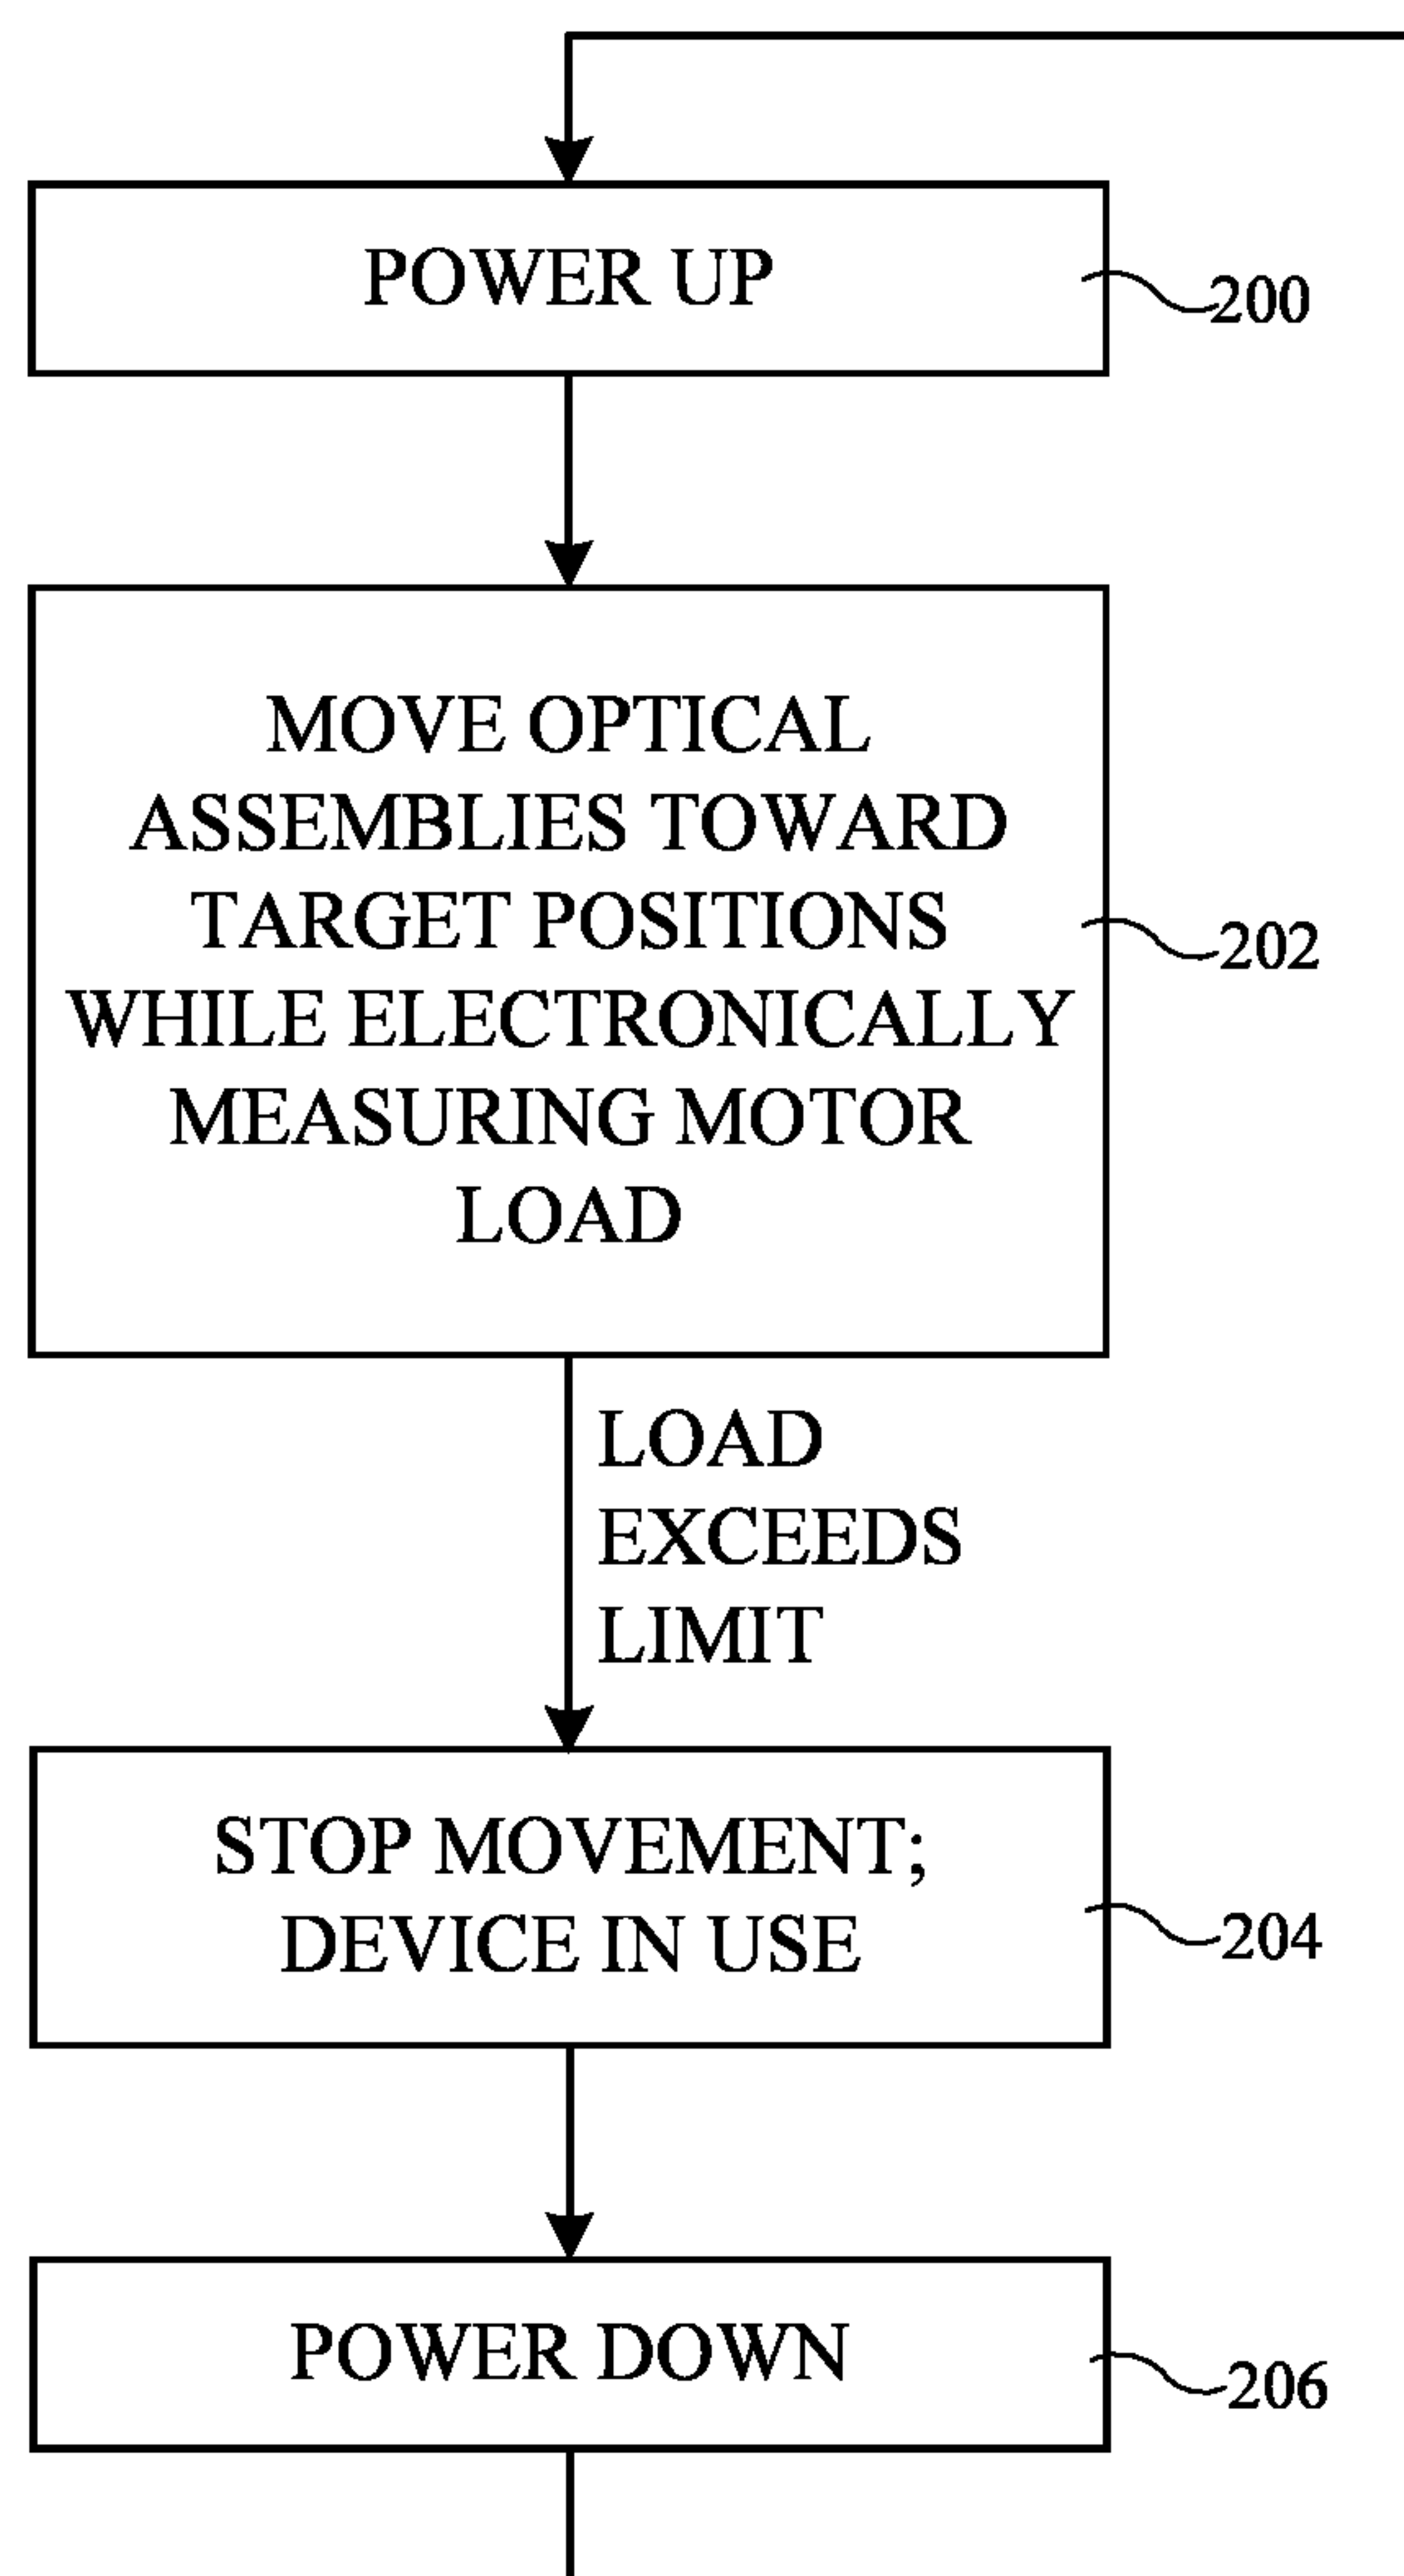 POWER UP
200
MOVE OPTICAL
ASSEMBLIES TOWARD
TARGET POSITIONS
WHILE ELECTRONICALLY
MEASURING MOTOR
LOAD
202
LOAD
EXCEEDS
LIMIT
STOP MOVEMENT;
DEVICE IN USE
204
POWER DOWN
206